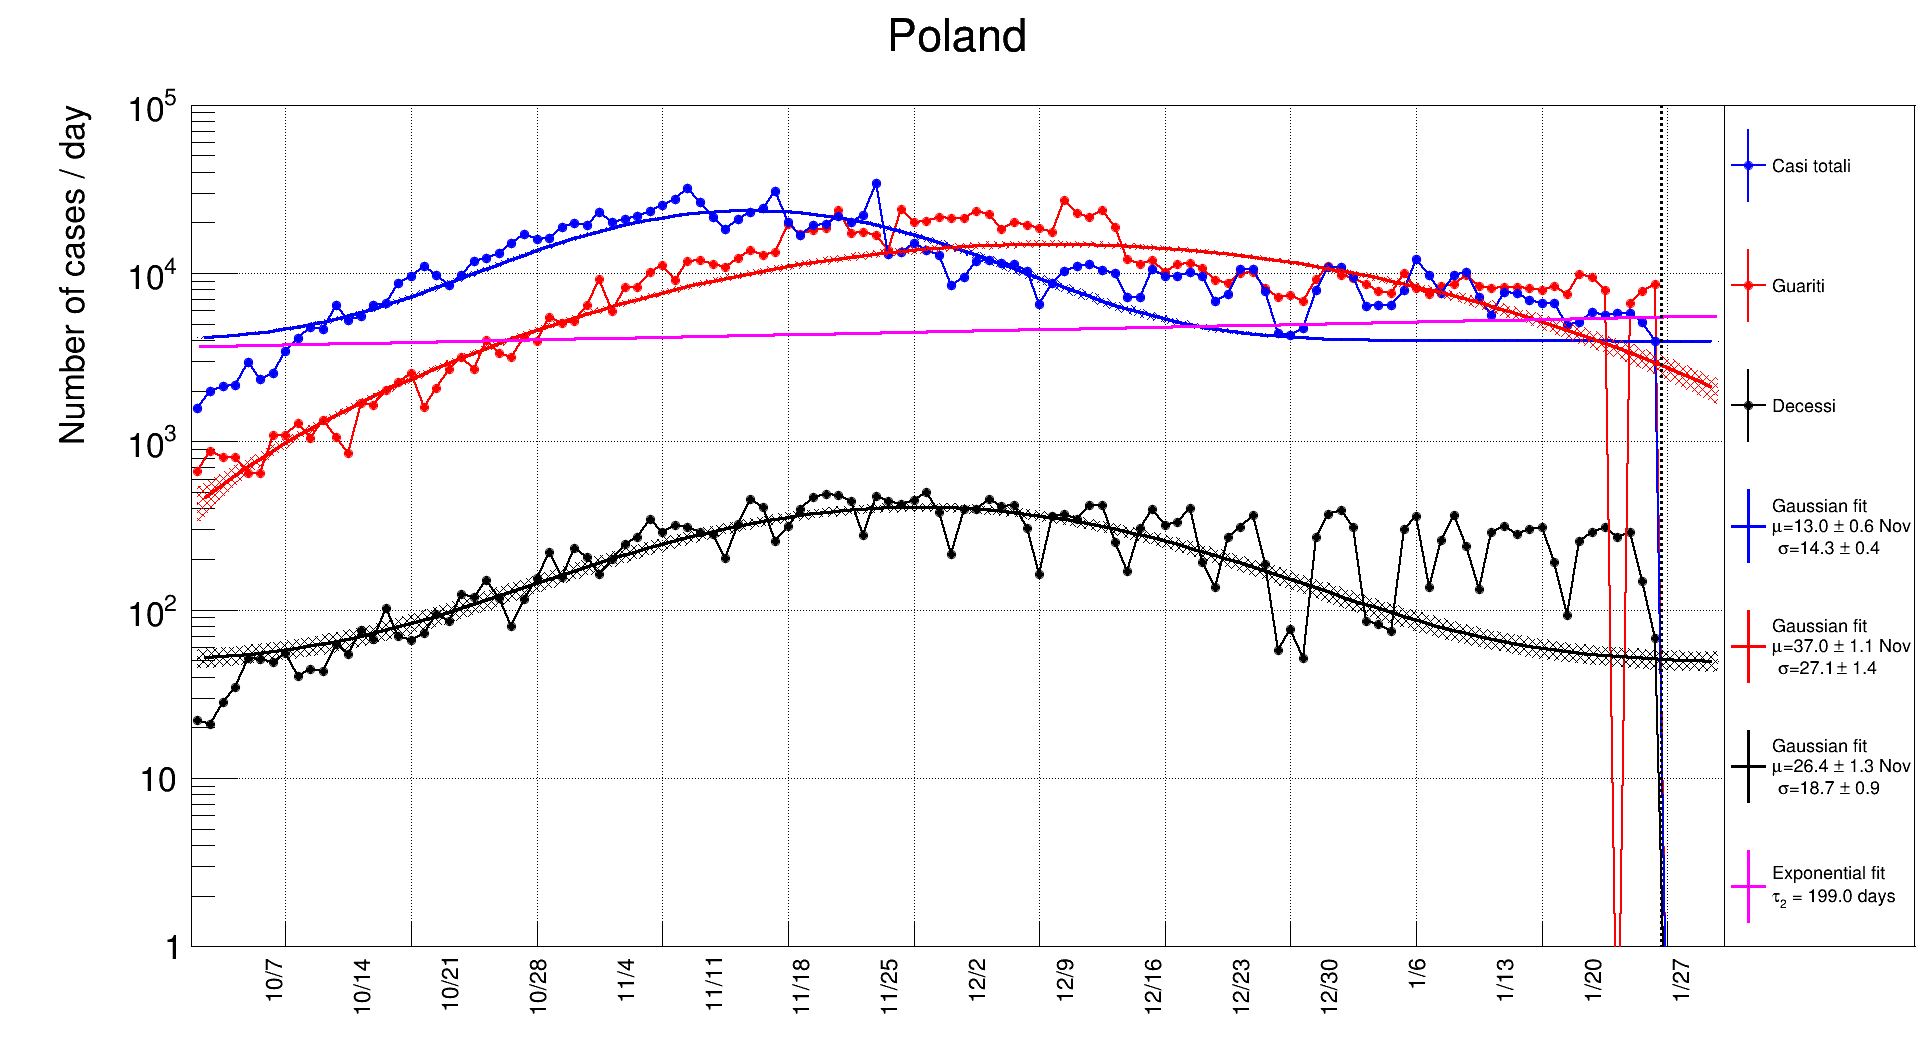 Poland
Number of cases / day
10⁵
10⁴
10³
10²
10
1
10/7
10/14
10/21
10/28
11/4
11/11
11/18
11/25
12/2
12/9
12/16
12/23
12/30
1/6
1/13
1/20
1/27
Casi totali
Guariti
Decessi
Gaussian fit
μ=13.0 ± 0.6 Nov
σ=14.3 ± 0.4
Gaussian fit
μ=37.0 ± 1.1 Nov
σ=27.1 ± 1.4
Gaussian fit
μ=26.4 ± 1.3 Nov
σ=18.7 ± 0.9
Exponential fit
τ₂ = 199.0 days